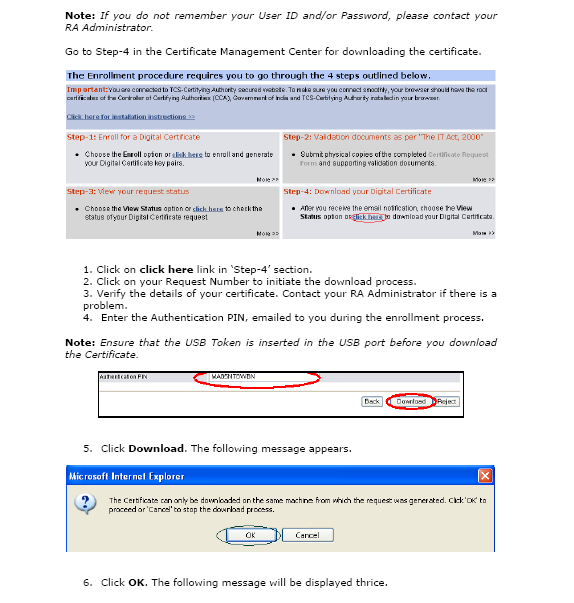 Note: If you do not remember your User ID and/or Password, please contact your
RA Administrator.
Go to Step-4 in the Certificate Management Center for downloading the certificate.
The Enrollment procedure requires you to go through the 4 steps outlined below.
Important: You are connected to TCS-Certifying Authority secured website. To make sure you connect smoothly, your browser should have the root
certificates of the Controller of Certifying Authorities (CCA), Government of India and TCS-Certifying Authority installed in your browser.
Click here for installation instructions >>
Step-1: Enroll for a Digital Certificate
• Choose the Enroll option or click here to enroll and generate
your Digital Certificate key pairs.
More >>
Step-2: Validation documents as per "The IT Act, 2000"
• Submit physical copies of the completed Certificate Request
Form and supporting validation documents.
More >>
Step-3: View your request status
• Choose the View Status option or click here to check the
status of your Digital Certificate request
More >>
Step-4: Download your Digital Certificate
• After you receive the email notification, choose the View
Status option or click here to download your Digital Certificate.
More >>
1. Click on click here link in ‘Step-4’ section.
2. Click on your Request Number to initiate the download process.
3. Verify the details of your certificate. Contact your RA Administrator if there is a
problem.
4. Enter the Authentication PIN, emailed to you during the enrollment process.
Note: Ensure that the USB Token is inserted in the USB port before you download
the Certificate.
Authentication PIN
Back Download Reject
5. Click Download. The following message appears.
Microsoft Internet Explorer
The Certificate can only be downloaded on the same machine from which the request was generated. Click 'OK' to
proceed or 'Cancel' to stop the download process.
OK Cancel
6. Click OK. The following message will be displayed thrice.